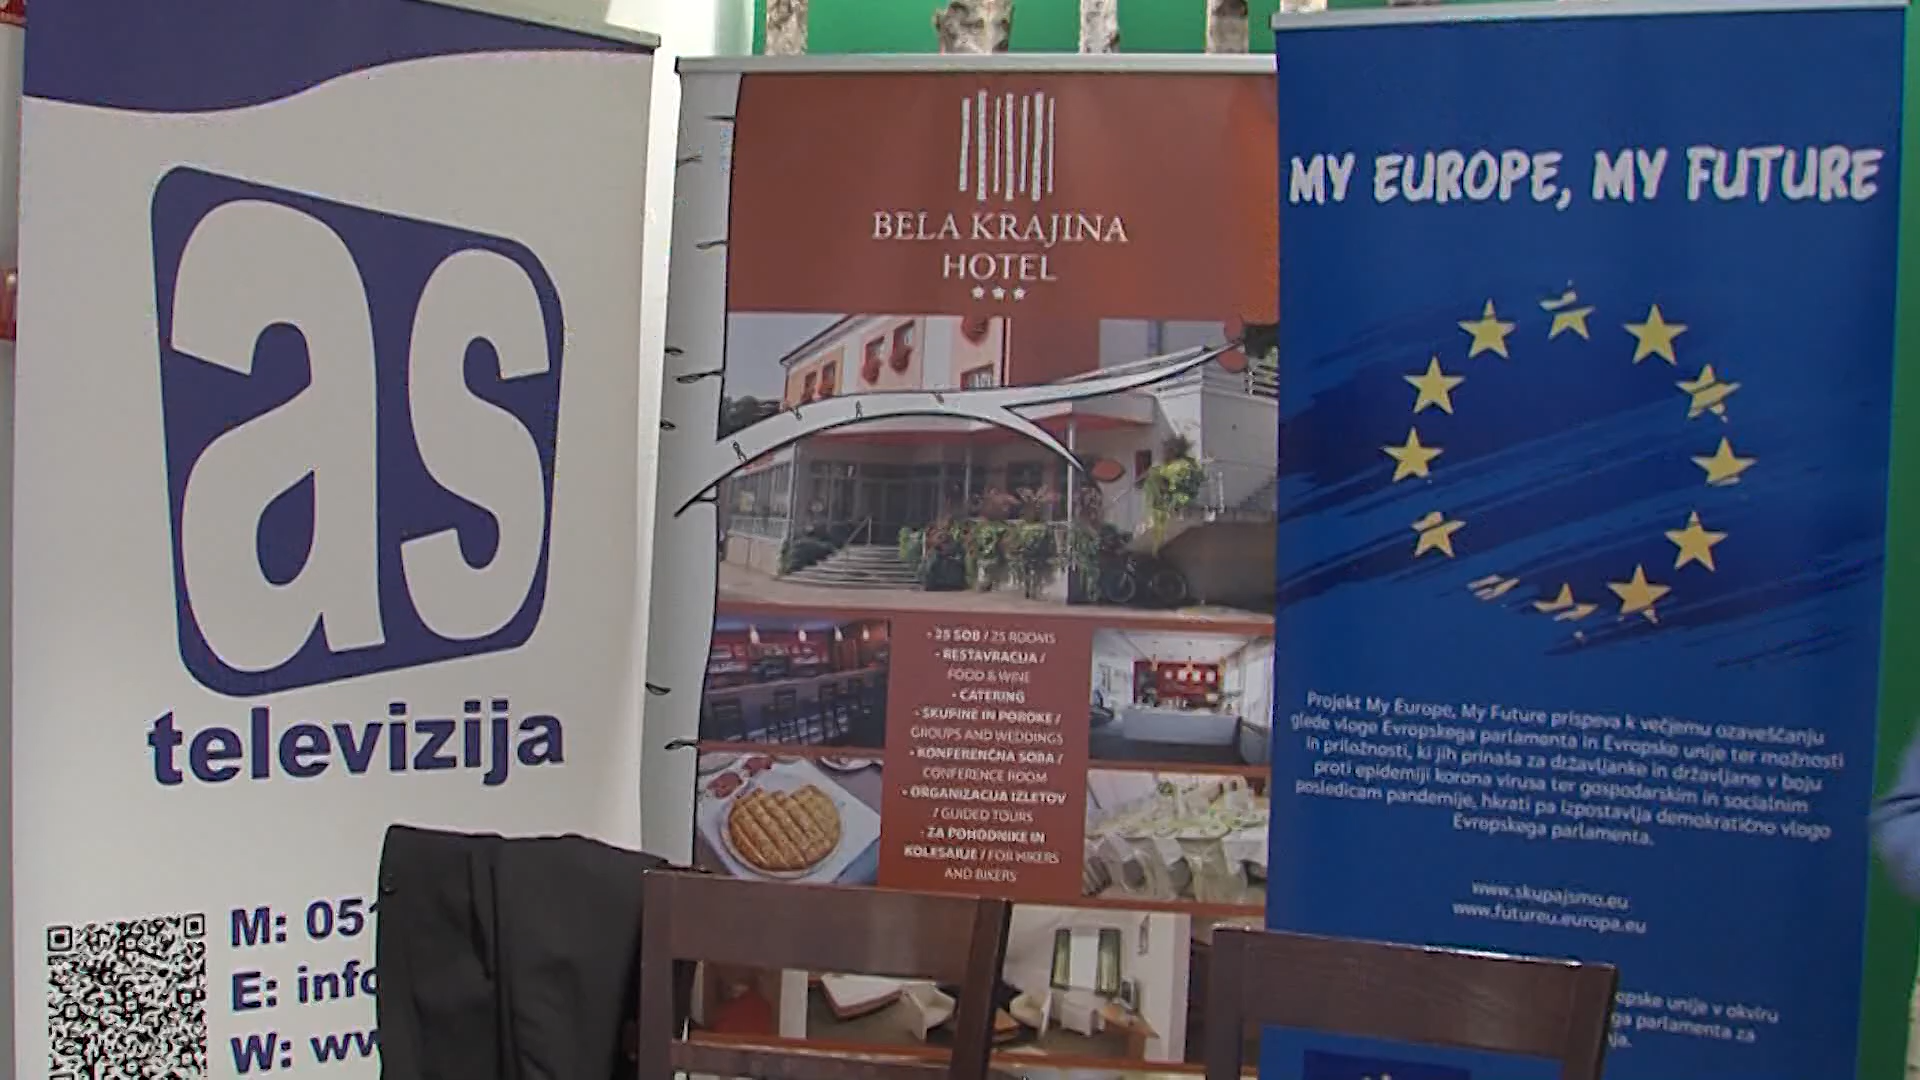 as
televizija
M: 051
E: info
W: ww
BELA KRAJINA
HOTEL
• 25 SOB / 25 ROOMS
• RESTAVRACIJA /
FOOD & WINE
• CATERING
• SKUPINE IN POROKE /
GROUPS AND WEDDINGS
• KONFERENČNA SOBA /
CONFERENCE ROOM
• ORGANIZACIJA IZLETOV
/ GUIDED TOURS
• ZA POHODNIKE IN
KOLESARJE / FOR HIKERS
AND BIKERS
MY EUROPE, MY FUTURE
Projekt My Europe, My Future prispeva k večjemu ozaveščanju
glede vloge Evropskega parlamenta in Evropske unije ter možnosti
in priložnosti, ki jih prinaša za državljanke in državljane v boju
proti epidemiji korona virusa ter gospodarskim in socialnim
posledicam pandemije, hkrati pa izpostavlja demokratično vlogo
Evropskega parlamenta.
www.skupajsmo.eu
www.futureu.europa.eu
opske unije v okviru
ga parlamenta za
aja.